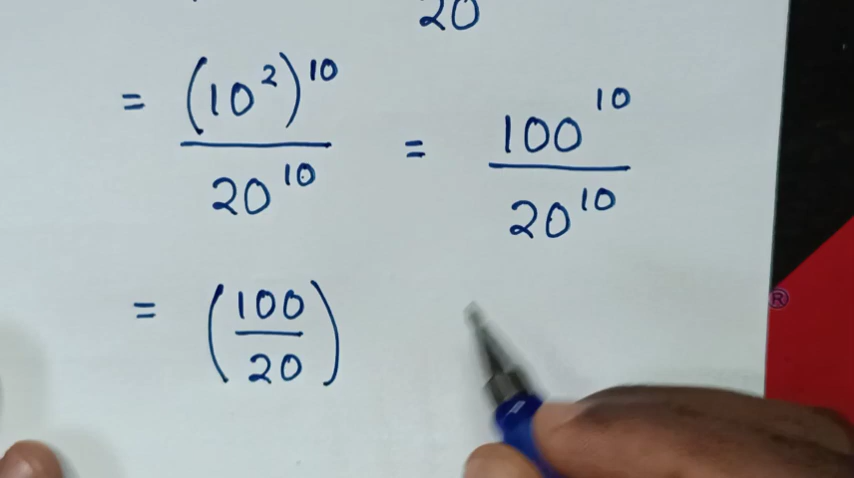 20
= (10²)¹⁰ / 20¹⁰ = 100¹⁰ / 20¹⁰
= (100 / 20)
®